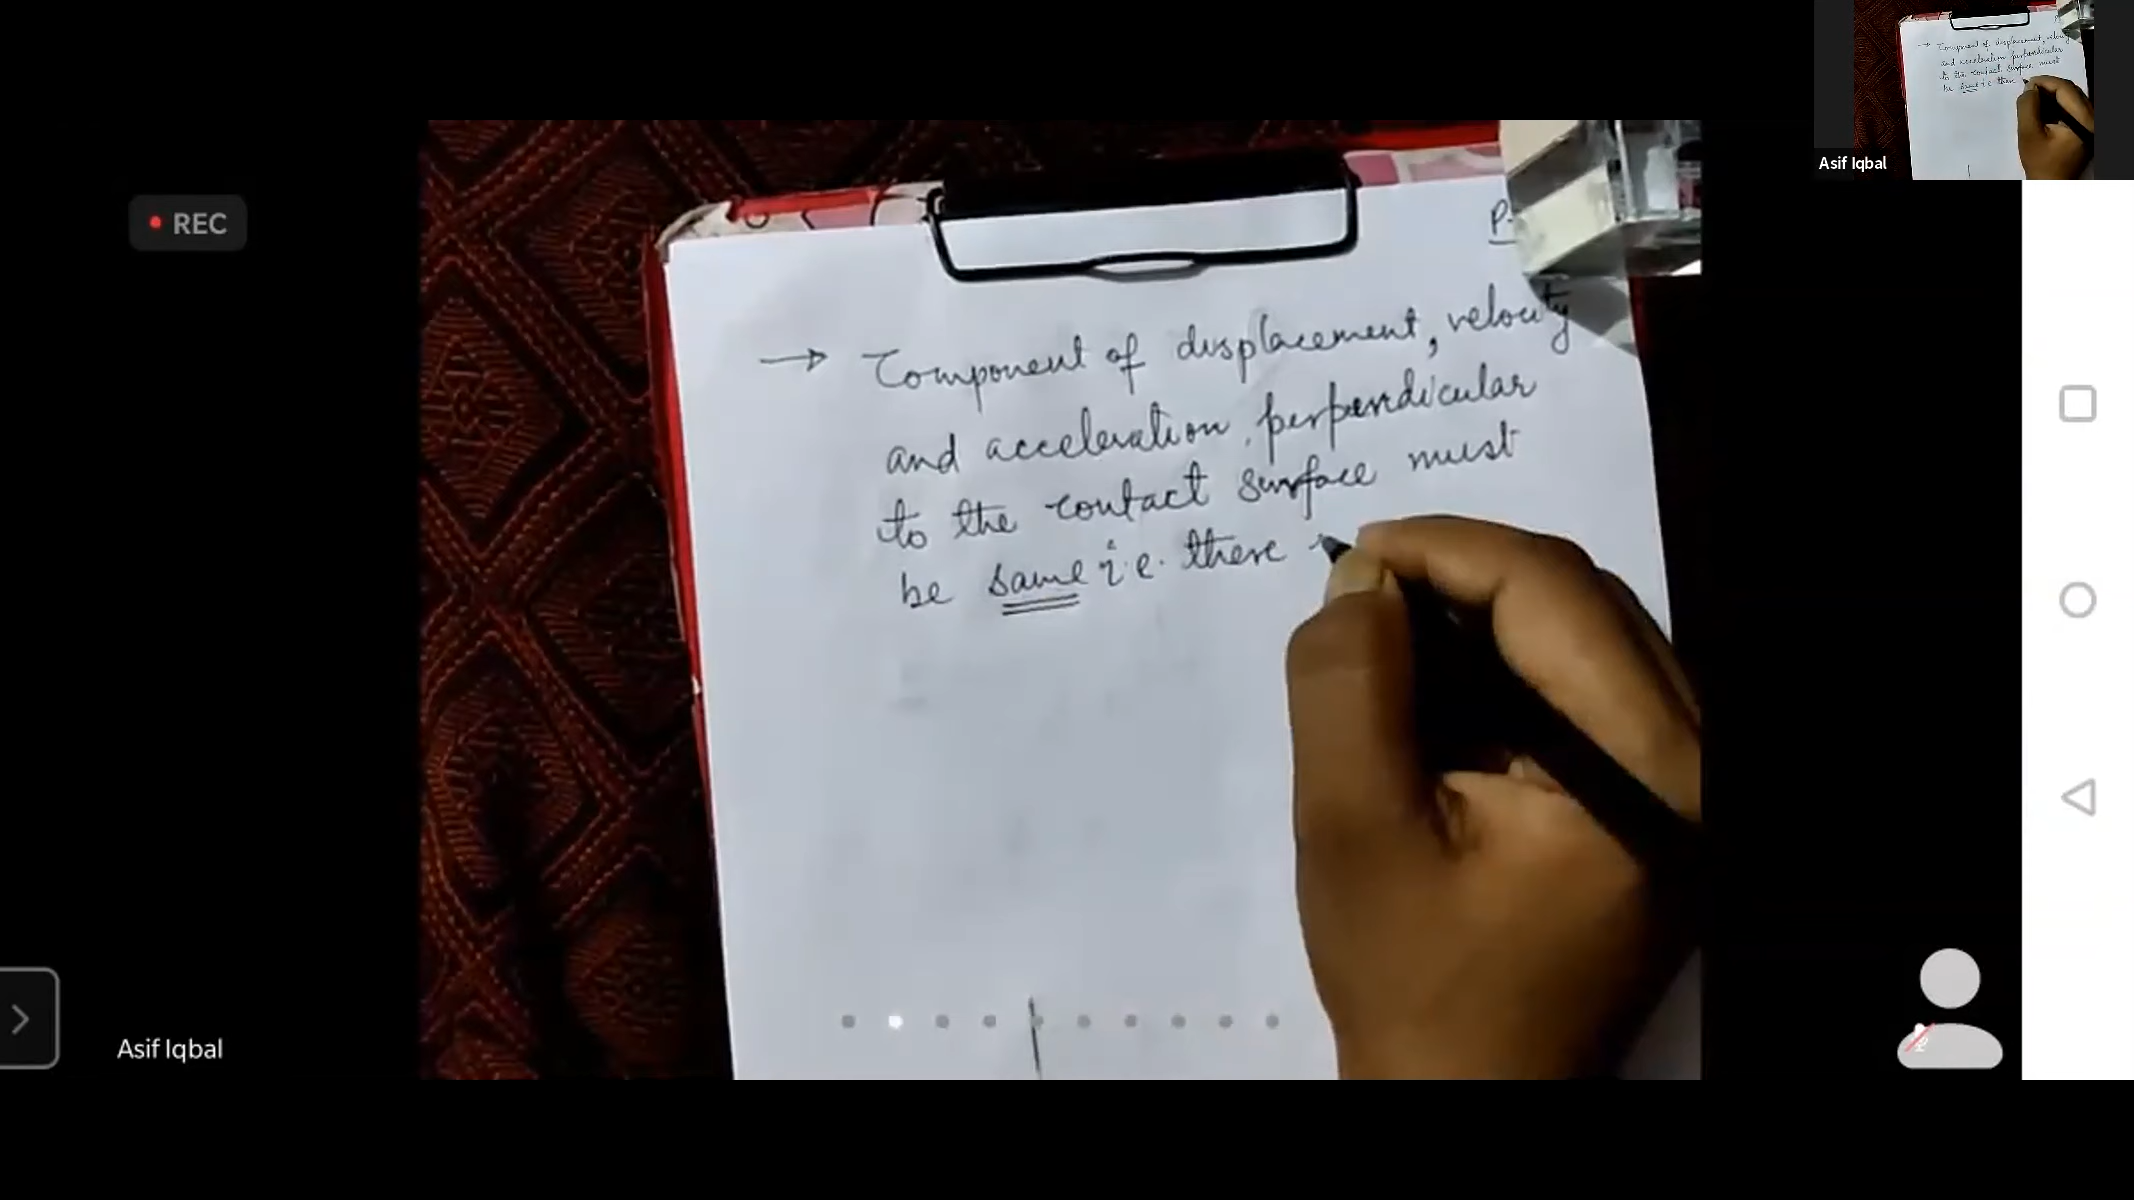 Asif Iqbal
REC
P-
→ Component of displacement, velocity
and acceleration, perpendicular
to the contact surface must
be same i.e. there
Asif Iqbal